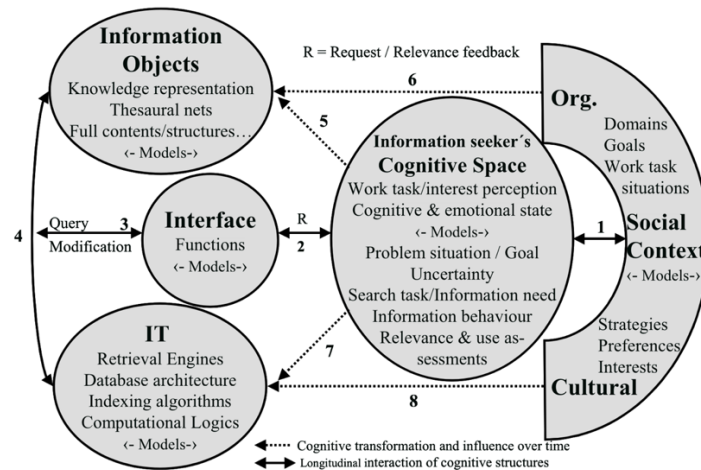 Information
Objects
Knowledge representation
Thesaural nets
Full contents/structures…
‹- Models-›
R = Request / Relevance feedback
6
5
Org.
Domains
Goals
Work task
situations
Information seeker´s
Cognitive Space
Work task/interest perception
Cognitive & emotional state
‹- Models-›
Problem situation / Goal
Uncertainty
Search task/Information need
Information behaviour
Relevance & use as-
sessments
4
Query 3
Modification
Interface
Functions
‹- Models-›
R
2
1
Social
Context
‹- Models-›
Strategies
Preferences
Interests
Cultural
IT
Retrieval Engines
Database architecture
Indexing algorithms
Computational Logics
‹- Models-›
7
8
Cognitive transformation and influence over time
Longitudinal interaction of cognitive structures